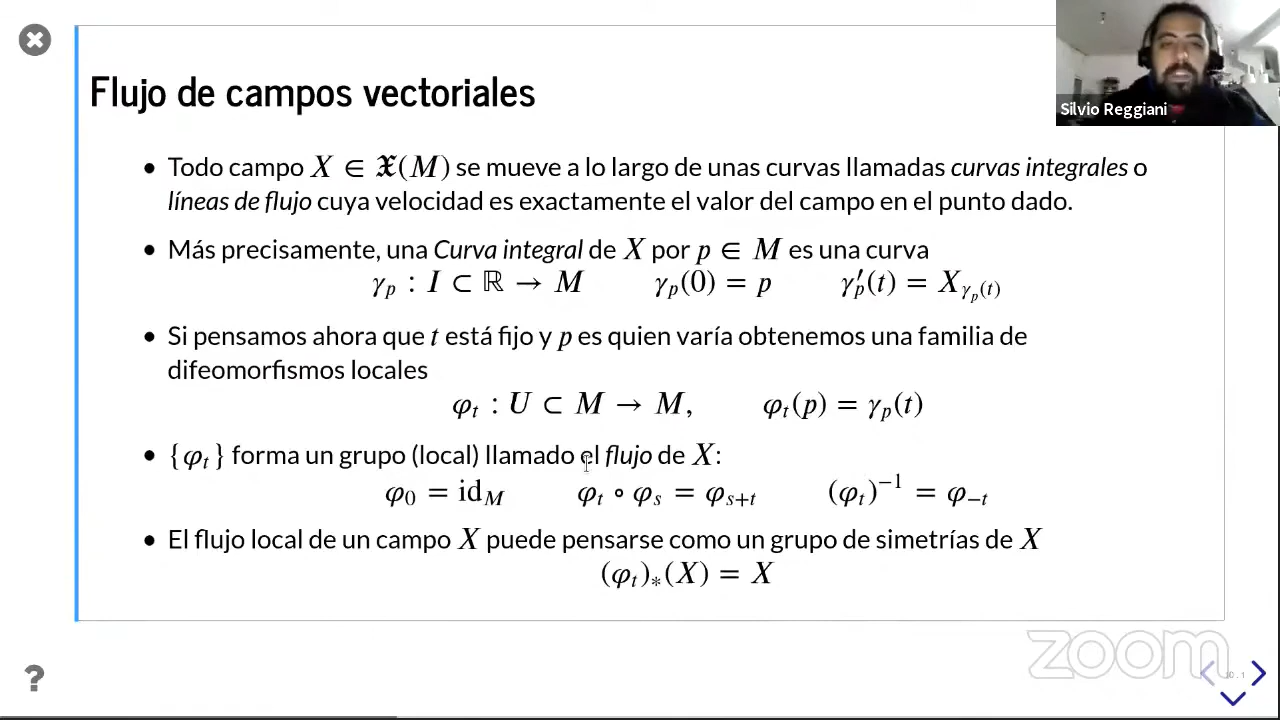 Flujo de campos vectoriales
Silvio Reggiani
• Todo campo X ∈ 𝔛(M) se mueve a lo largo de unas curvas llamadas curvas integrales o
líneas de flujo cuya velocidad es exactamente el valor del campo en el punto dado.
• Más precisamente, una Curva integral de X por p ∈ M es una curva
γ_p : I ⊂ ℝ → M γ_p(0) = p γ′_p(t) = X_{γ_p(t)}
• Si pensamos ahora que t está fijo y p es quien varía obtenemos una familia de
difeomorfismos locales
φ_t : U ⊂ M → M, φ_t(p) = γ_p(t)
• {φ_t} forma un grupo (local) llamado el flujo de X:
φ_0 = id_M φ_t ∘ φ_s = φ_{s+t} (φ_t)^{−1} = φ_{−t}
• El flujo local de un campo X puede pensarse como un grupo de simetrías de X
(φ_t)_*(X) = X
zoom
?